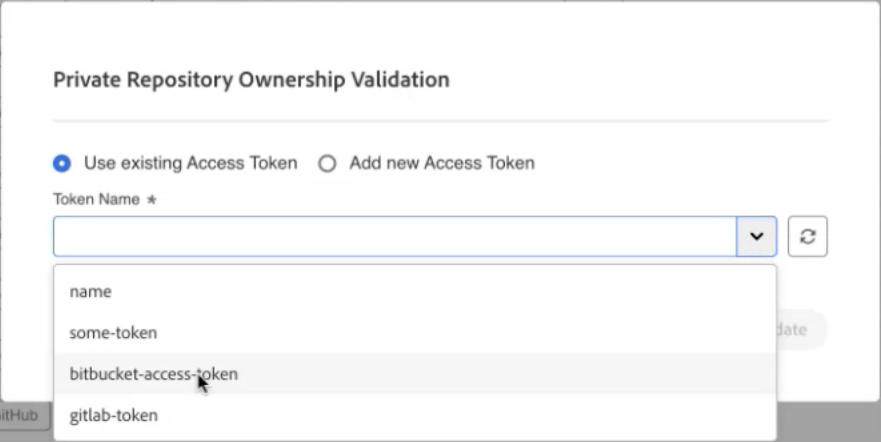 Private Repository Ownership Validation
Use existing Access Token Add new Access Token
Token Name *
name
some-token
date
bitbucket-access-token
gitlab-token
itHub